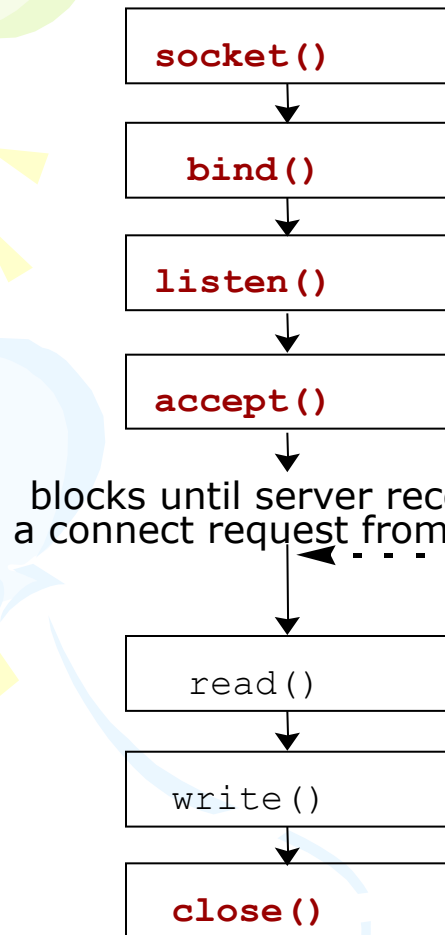 socket()
bind()
listen()
accept()
blocks until server rec
a connect request from
read()
write()
close()